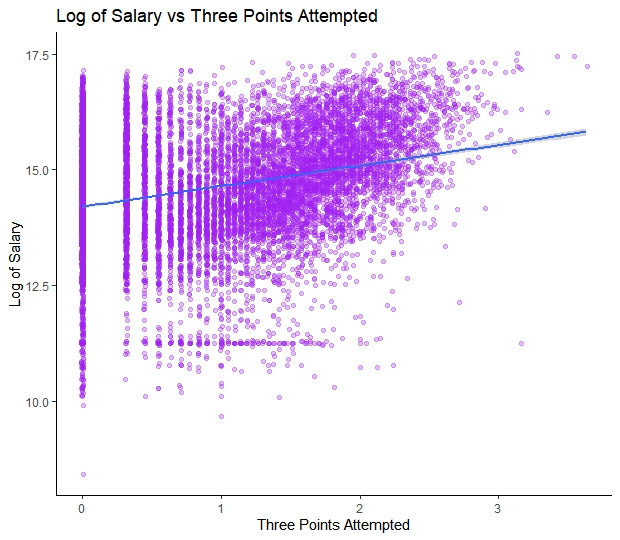 Log of Salary vs Three Points Attempted
17.5
15.0
12.5
10.0
Log of Salary
0 1 2 3
Three Points Attempted